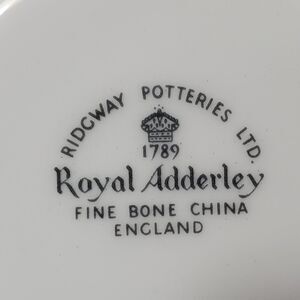 RIDGWAY POTTERIES LTD.
1789
Royal Adderley
FINE BONE CHINA
ENGLAND